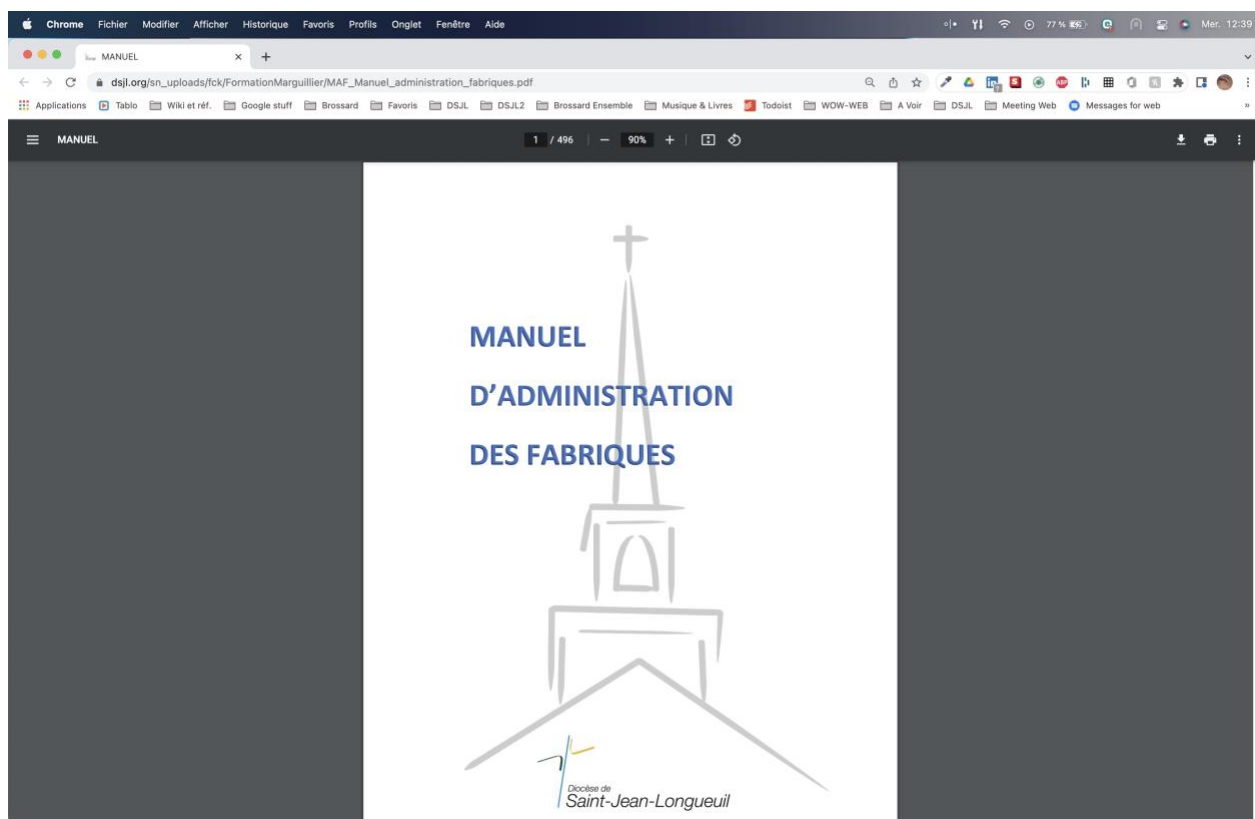 Chrome Fichier Modifier Afficher Historique Favoris Profils Onglet Fenêtre Aide 77 % Mer. 12:39
MANUEL
dsjl.org/sn_uploads/fck/FormationMarguillier/MAF_Manuel_administration_fabriques.pdf
Applications Tablo Wiki et réf. Google stuff Brossard Favoris DSJL DSJL2 Brossard Ensemble Musique & Livres Todoist WOW-WEB A Voir DSJL Meeting Web Messages for web »
MANUEL 1 / 496 90%
MANUEL
D'ADMINISTRATION
DES FABRIQUES
Diocèse de
Saint-Jean-Longueuil